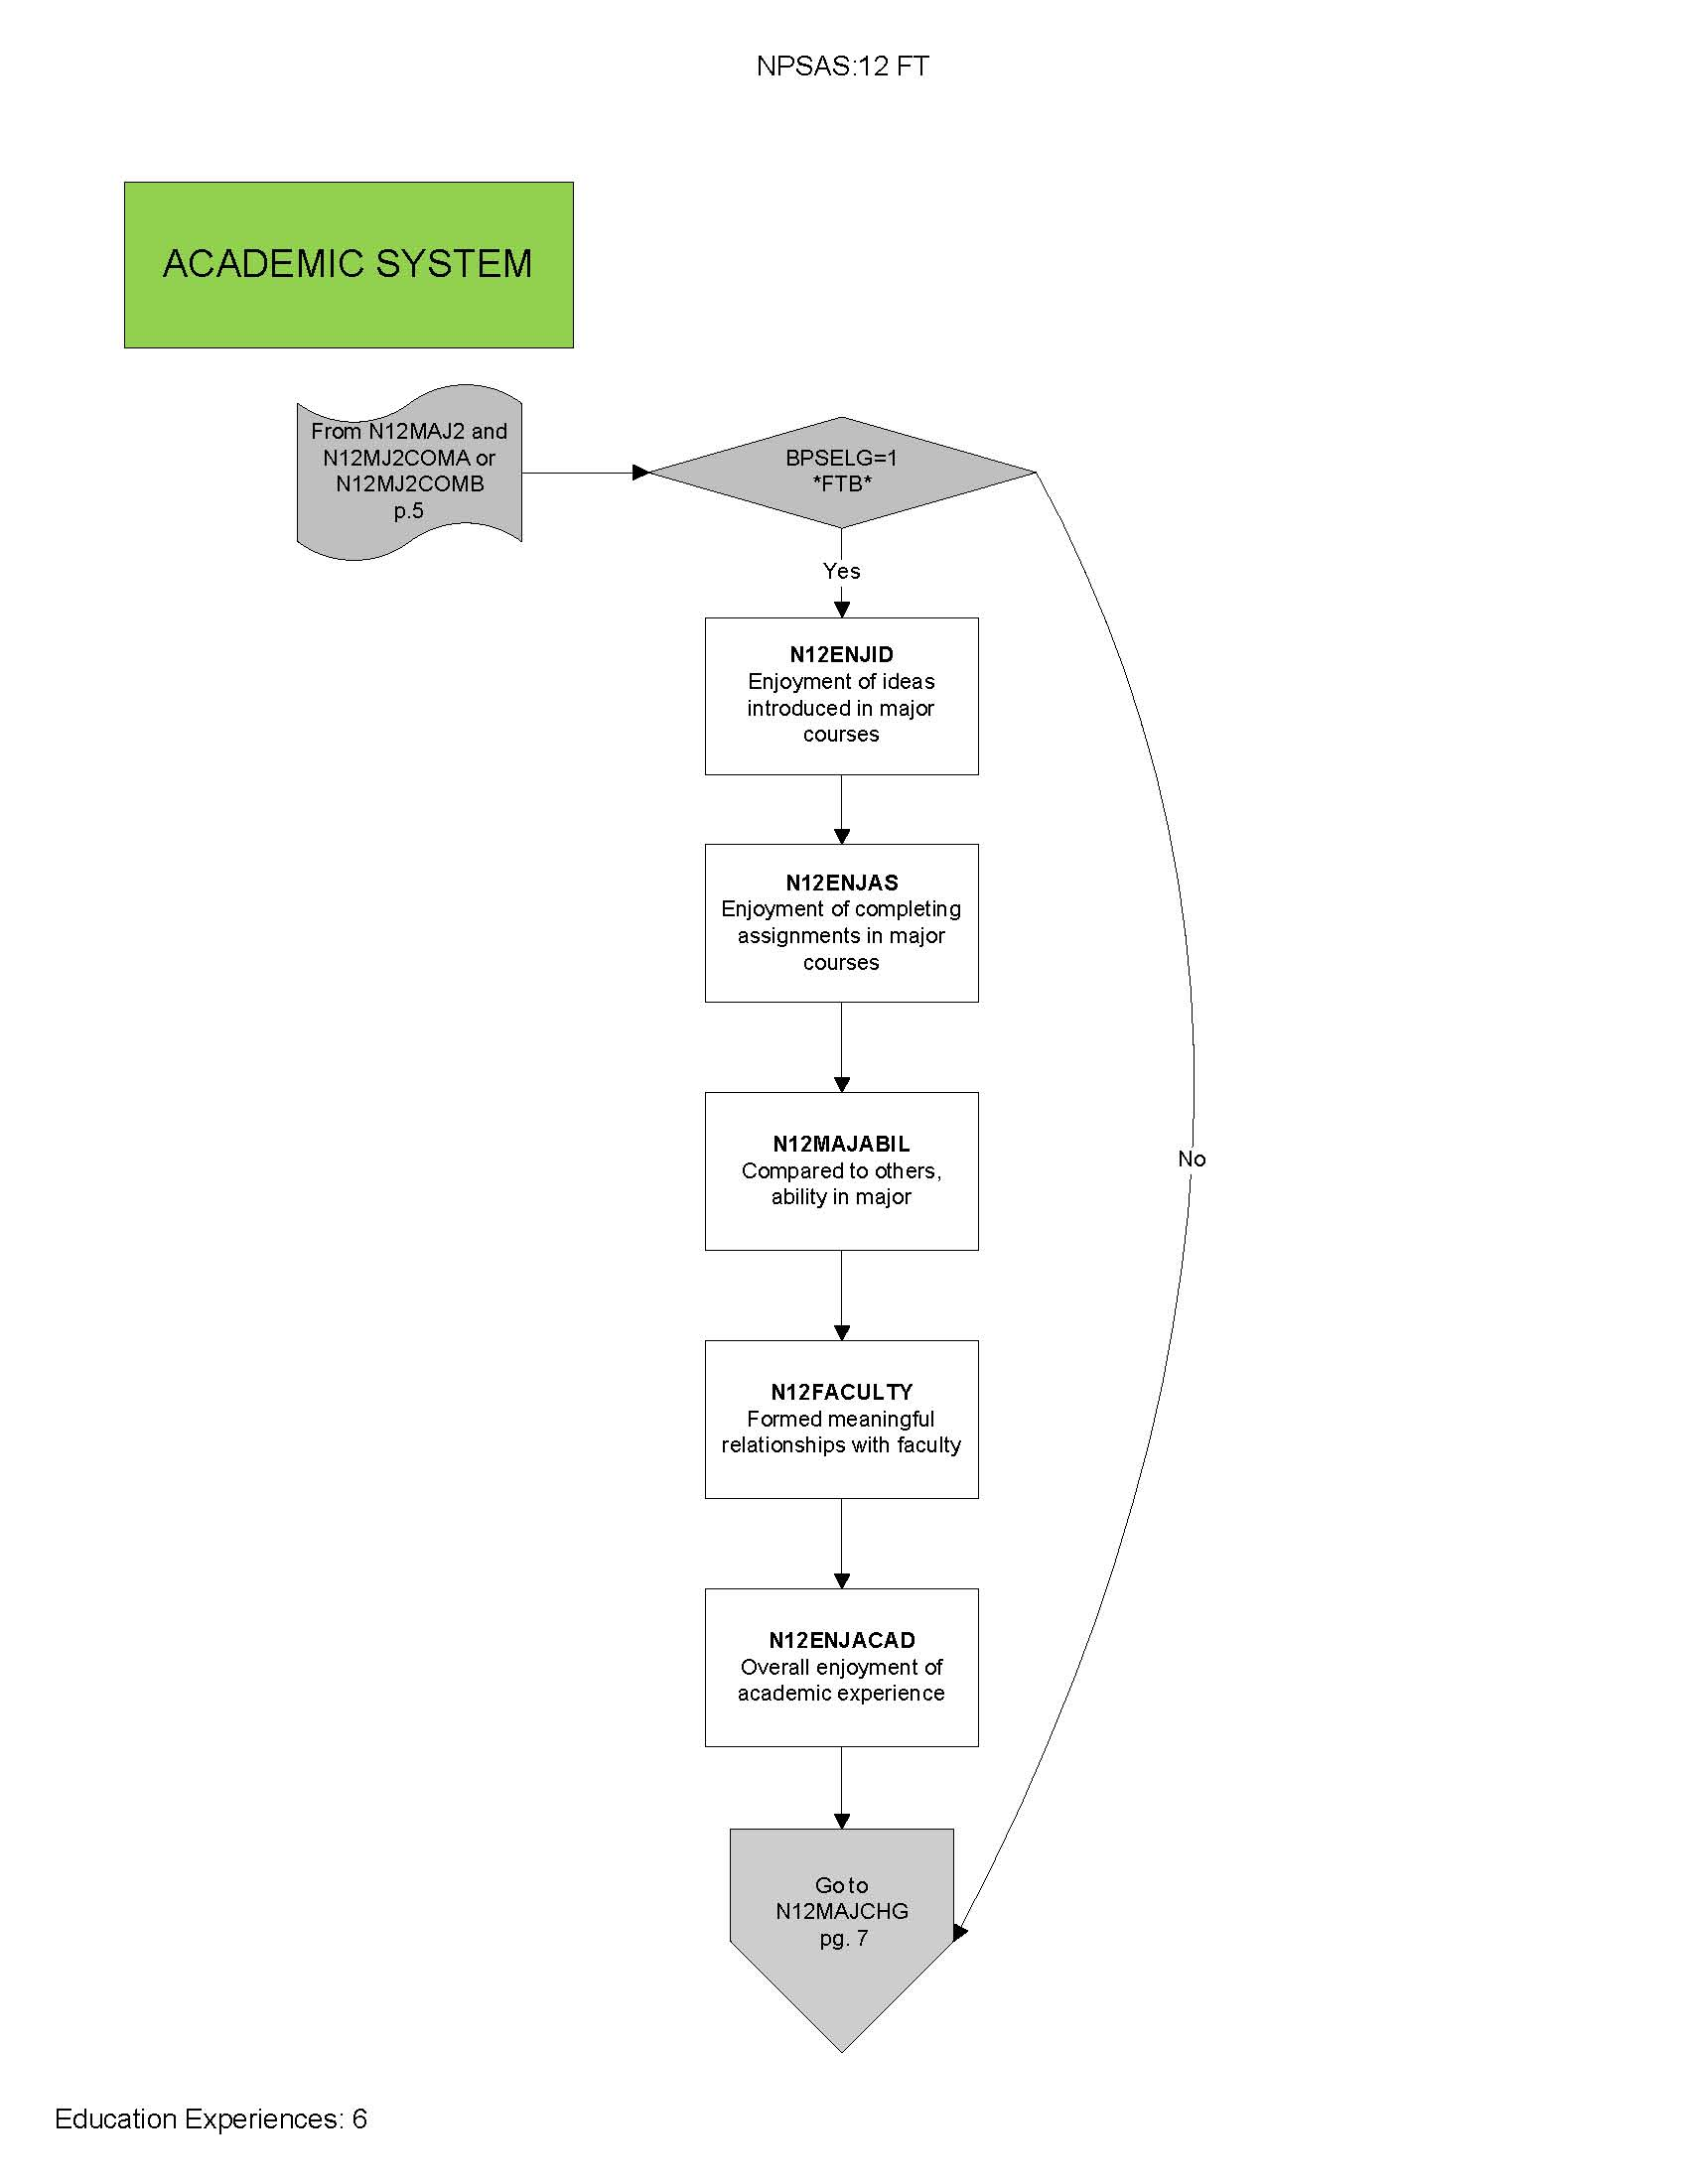 NPSAS:12 FT
ACADEMIC SYSTEM
From N12MAJ2 and
N12MJ2COMA or
N12MJ2COMB
p.5
BPSELG=1
*FTB*
Yes
N12ENJID
Enjoyment of ideas
introduced in major
courses
N12ENJAS
Enjoyment of completing
assignments in major
courses
N12MAJABIL
Compared to others,
ability in major
No
N12FACULTY
Formed meaningful
relationships with faculty
N12ENJACAD
Overall enjoyment of
academic experience
Go to
N12MAJCHG
pg. 7
Education Experiences: 6